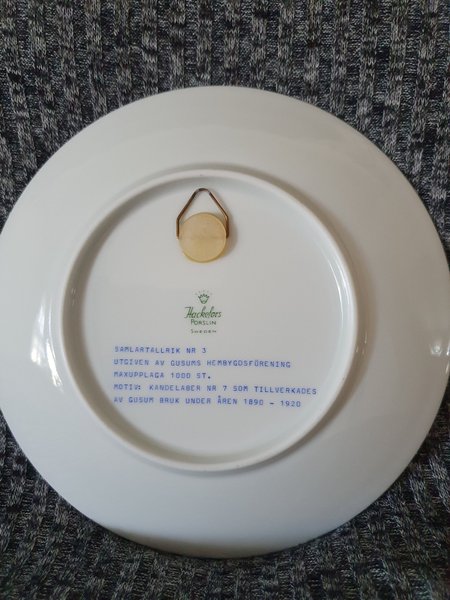 Hackefors
PORSLIN
SWEDEN
SAMLARTALLRIK NR 3
UTGIVEN AV GUSUMS HEMBYGDSFÖRENING
MAXUPPLAGA 1000 ST.
MOTIV: KANDELABER NR 7 SOM TILLVERKADES
AV GUSUM BRUK UNDER ÅREN 1890 - 1920